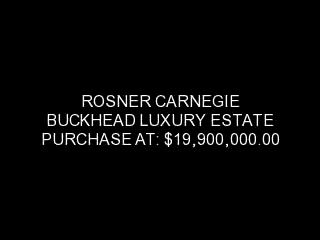 ROSNER CARNEGIE
BUCKHEAD LUXURY ESTATE
PURCHASE AT: $19,900,000.00